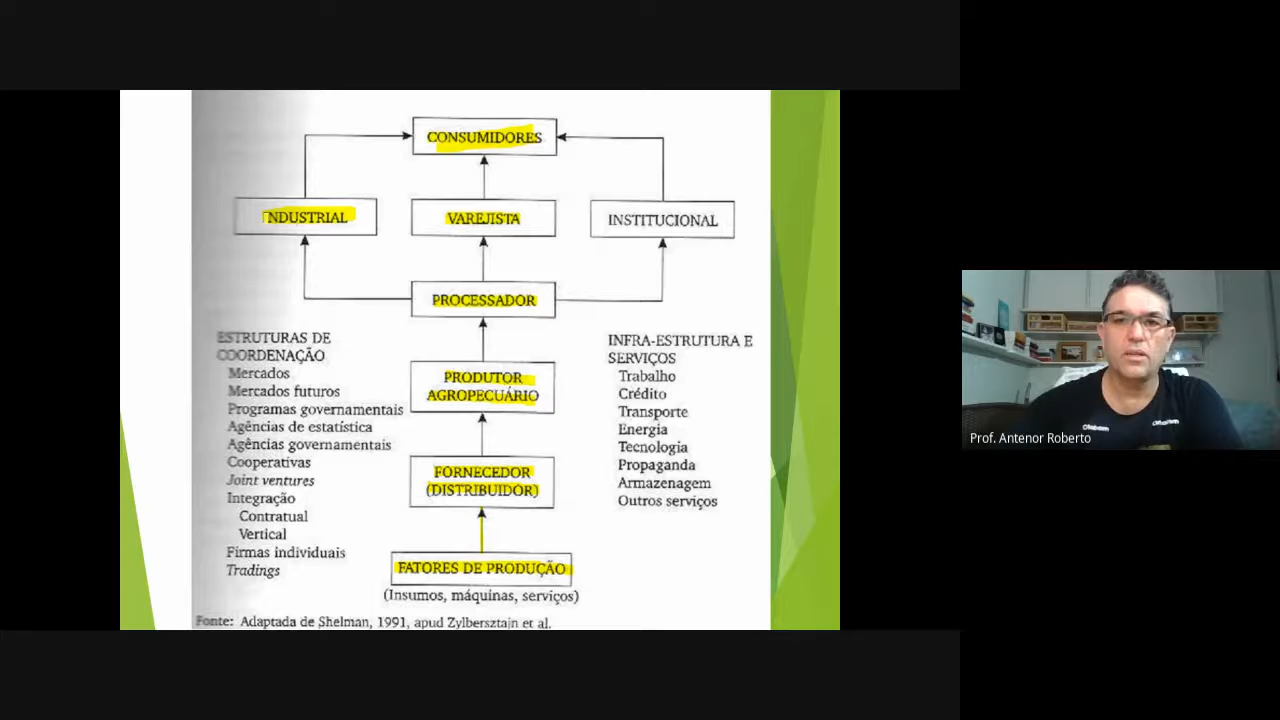 CONSUMIDORES
NDUSTRIAL
VAREJISTA
INSTITUCIONAL
PROCESSADOR
ESTRUTURAS DE
COORDENAÇÃO
Mercados
Mercados futuros
Programas governamentais
Agências de estatística
Agências governamentais
Cooperativas
Joint ventures
Integração
Contratual
Vertical
Firmas individuais
Tradings
PRODUTOR
AGROPECUÁRIO
FORNECEDOR
(DISTRIBUIDOR)
FATORES DE PRODUÇÃO
(Insumos, máquinas, serviços)
INFRA-ESTRUTURA E
SERVIÇOS
Trabalho
Crédito
Transporte
Energia
Tecnologia
Propaganda
Armazenagem
Outros serviços
Fonte: Adaptada de Shelman, 1991, apud Zylbersztajn et al.
Prof. Antenor Roberto